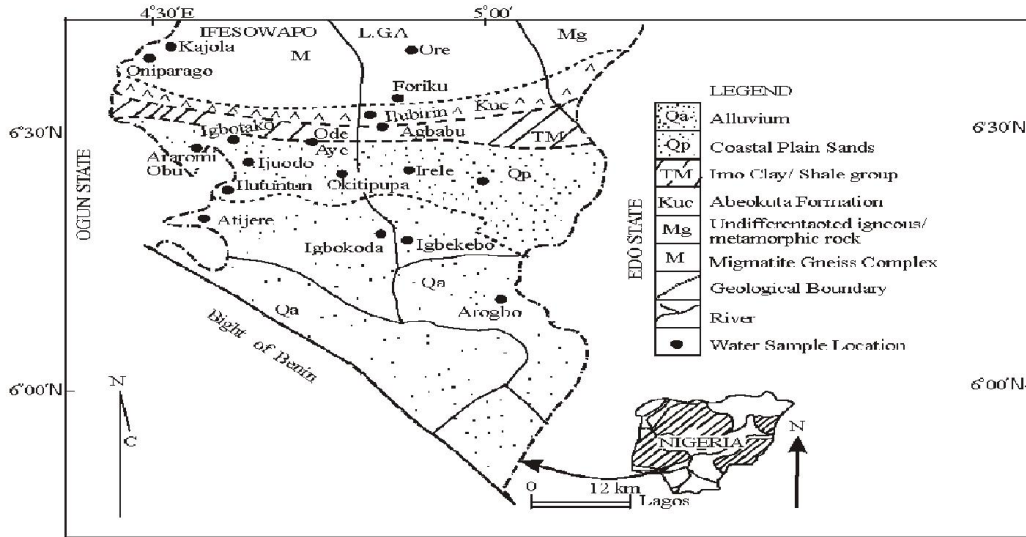 4°30′E
5°00′
IFESOWAPO L.GA
Mg
Kajola
M
Ore
Oniparago
Foriku
Kuc
Ilubirin
Agbabu
6°30′N
6°30′N
Igbotako
Ode
Aye
TM
Araromi
Obu
Ijuodo
Ilufuntun
Okitipupa
Irele
Qp
Atijere
Igbokoda
Igbekebo
Qa
Qa
Arogbo
OGUN STATE
EDO STATE
Bight of Benin
LEGEND
Qa Alluvium
Qp Coastal Plain Sands
TM Imo Clay/ Shale group
Kuc Abeokuta Formation
Mg Undifferentaoted igneous/
metamorphic rock
M Migmatite Gneiss Complex
Geological Boundary
River
Water Sample Location
6°00′N
6°00′N
N
C
NIGERIA
N
0 12 km
Lagos